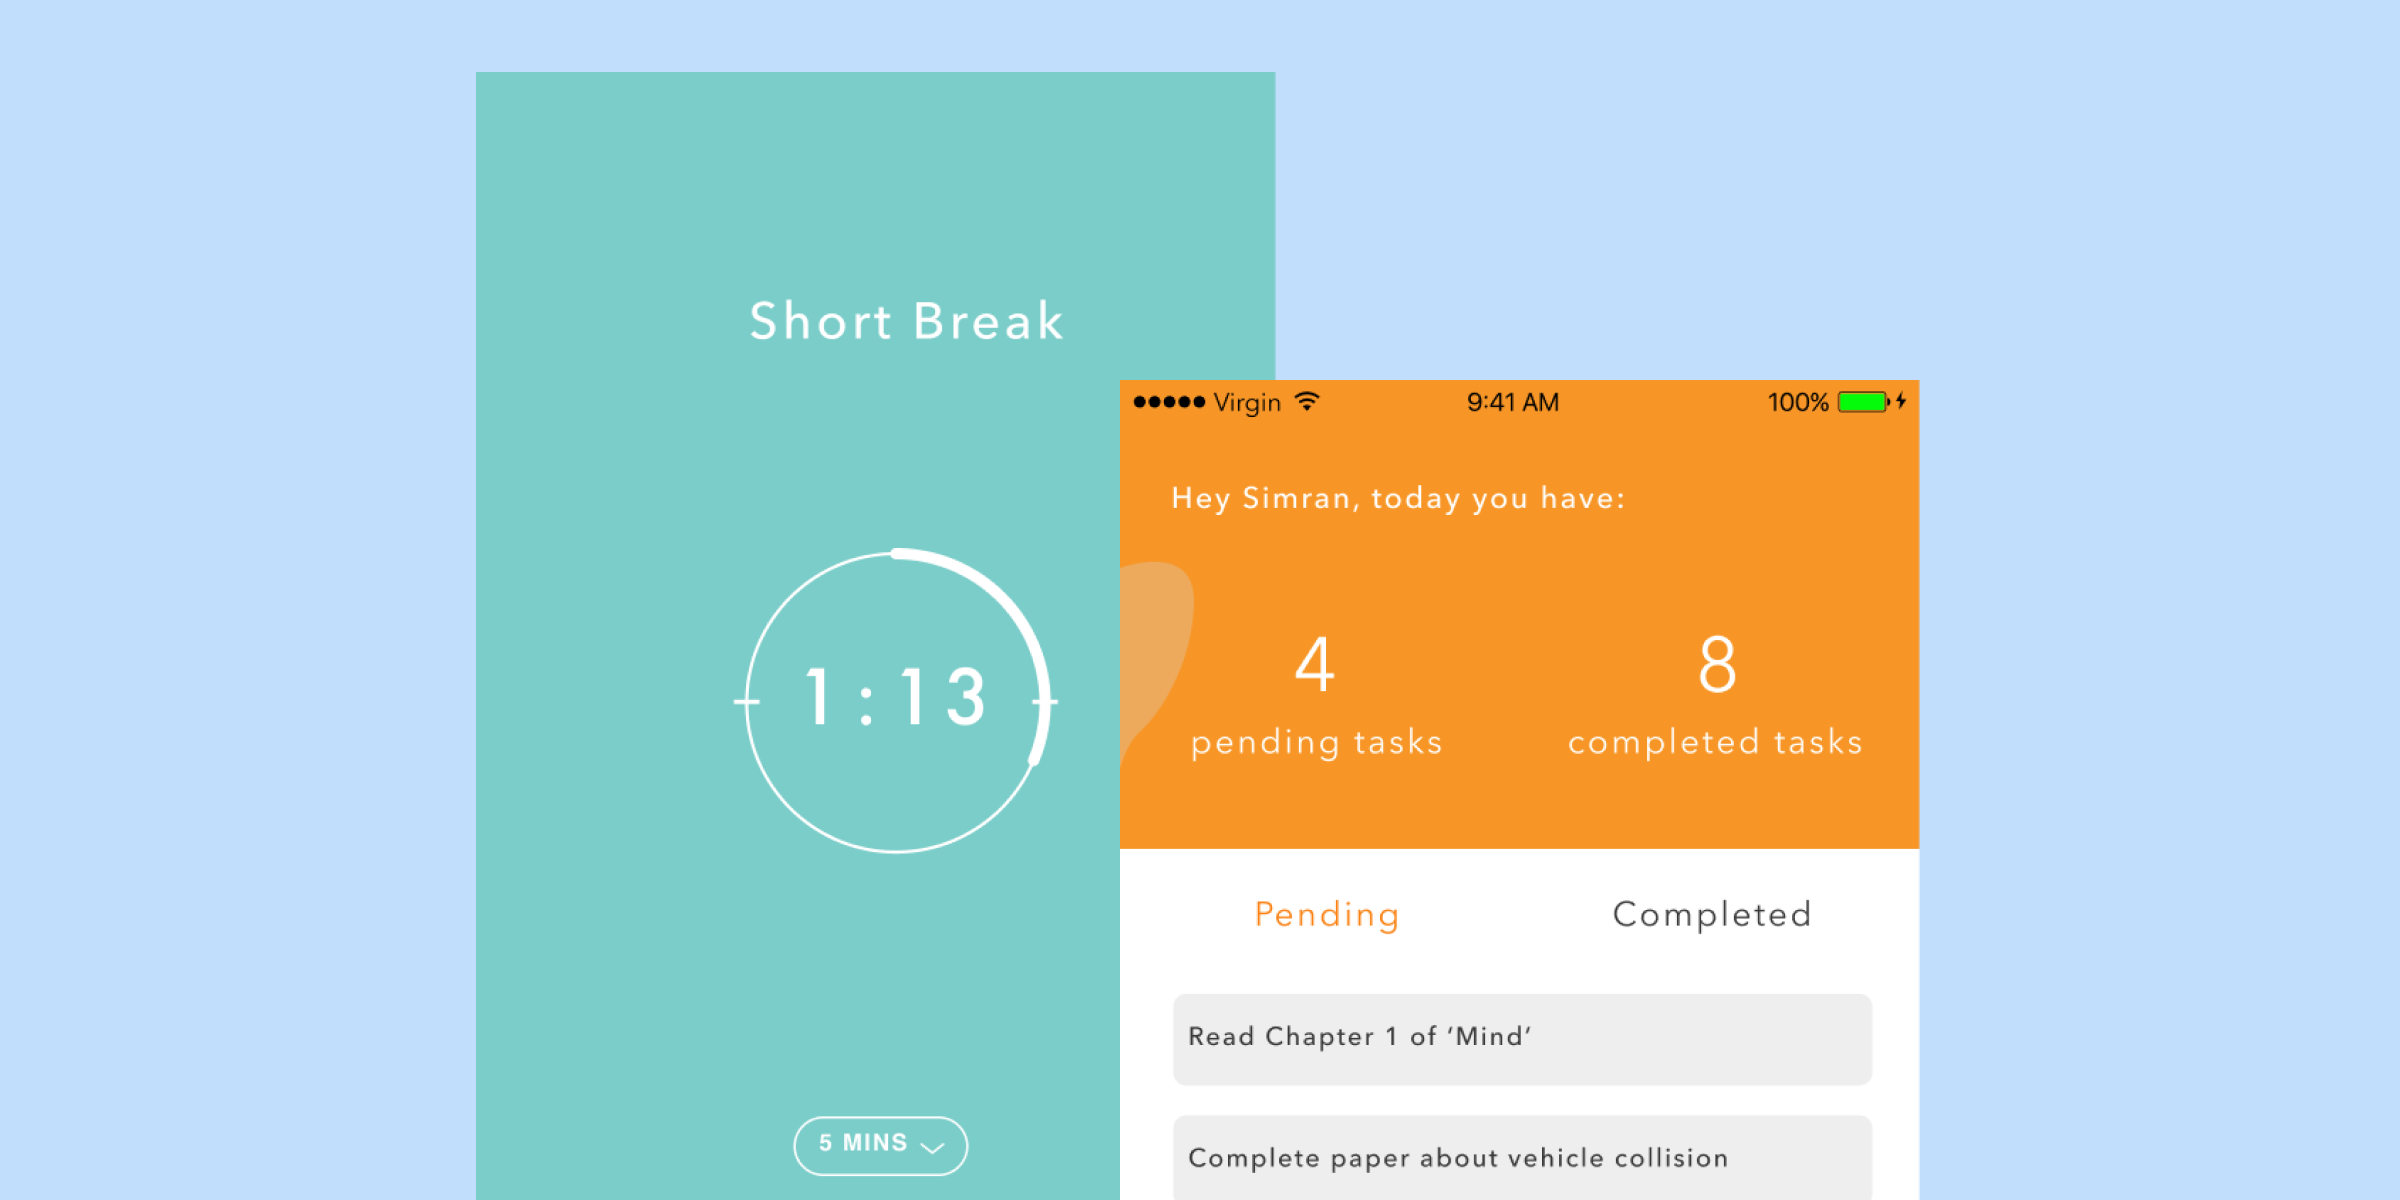 Short Break
1:13
5 MINS
Virgin 9:41 AM 100%
Hey Simran, today you have:
4 8
pending tasks completed tasks
Pending Completed
Read Chapter 1 of ‘Mind’
Complete paper about vehicle collision